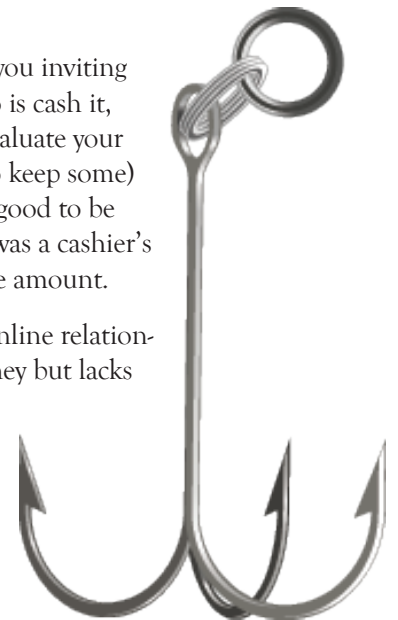 you inviting
is cash it,
aluate your
keep some)
good to be
was a cashier’s
e amount.
nline relation-
ney but lacks